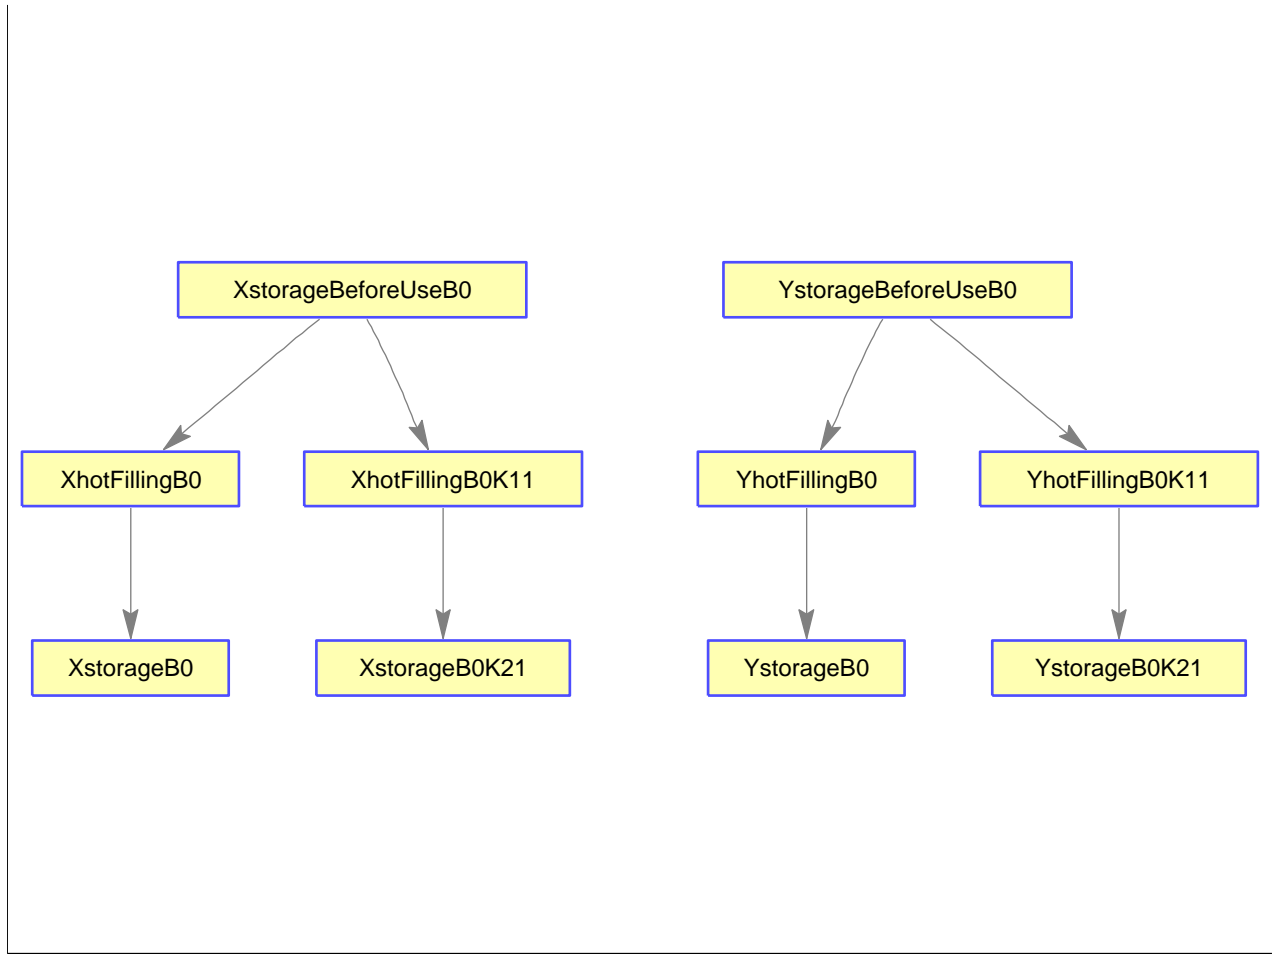 XstorageBeforeUseB0
YstorageBeforeUseB0
XhotFillingB0
XhotFillingB0K11
YhotFillingB0
YhotFillingB0K11
XstorageB0
XstorageB0K21
YstorageB0
YstorageB0K21